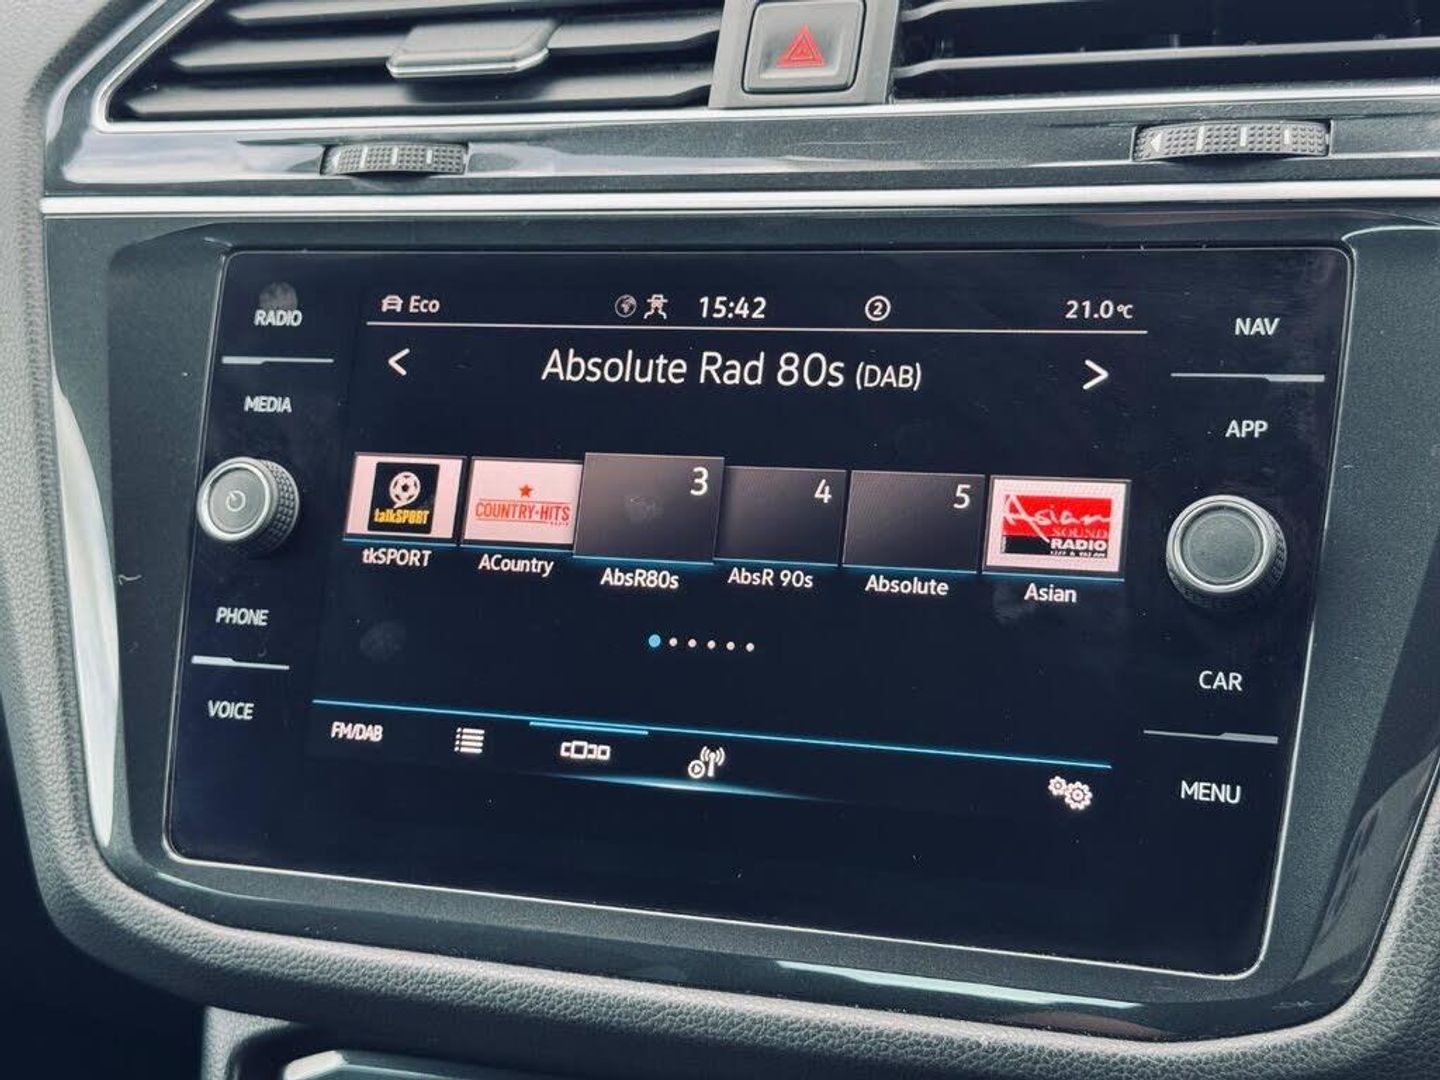 RADIO
MEDIA
PHONE
VOICE
Eco
15:42
2
21.0°C
< Absolute Rad 80s (DAB) >
talkSPORT
COUNTRY★HITS
RADIO
3
4
5
Asian
SOUND
RADIO
tkSPORT
ACountry
AbsR80s
AbsR 90s
Absolute
Asian
FM/DAB
NAV
APP
CAR
MENU